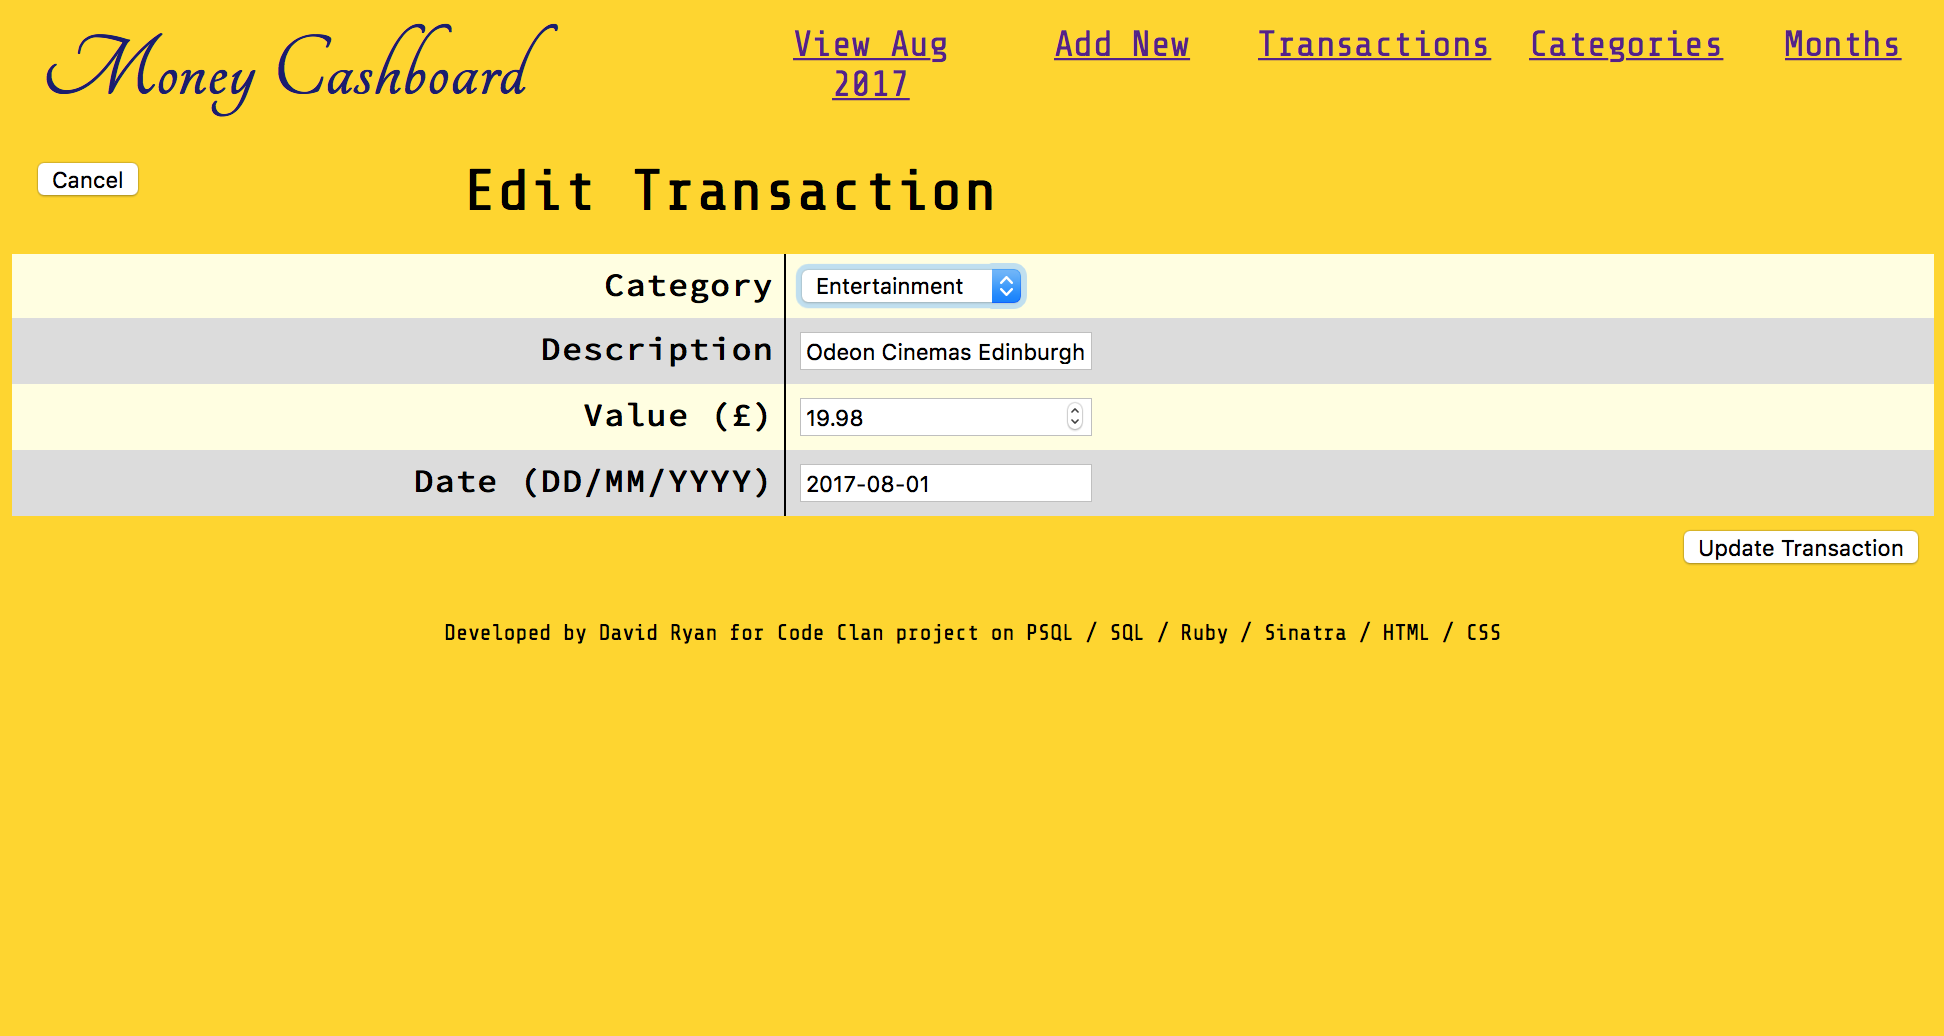 Money Cashboard
View Aug 2017
Add New
Transactions
Categories
Months
Cancel
Edit Transaction
Category
Entertainment
Description
Odeon Cinemas Edinburgh
Value (£)
19.98
Date (DD/MM/YYYY)
2017-08-01
Update Transaction
Developed by David Ryan for Code Clan project on PSQL / SQL / Ruby / Sinatra / HTML / CSS